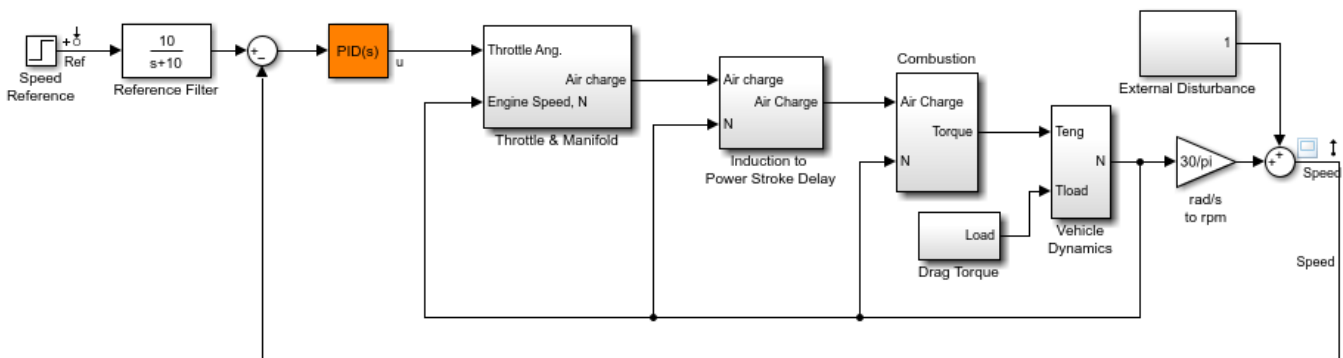 Speed
Reference
Ref
10
s+10
Reference Filter
+
−
PID(s)
u
Throttle Ang.
Air charge
Engine Speed, N
Throttle & Manifold
Air charge
Air Charge
N
Induction to
Power Stroke Delay
Combustion
Air Charge
Torque
N
Load
Drag Torque
Teng
N
Tload
Vehicle
Dynamics
30/pi
rad/s
to rpm
1
External Disturbance
+
+
Speed
Speed